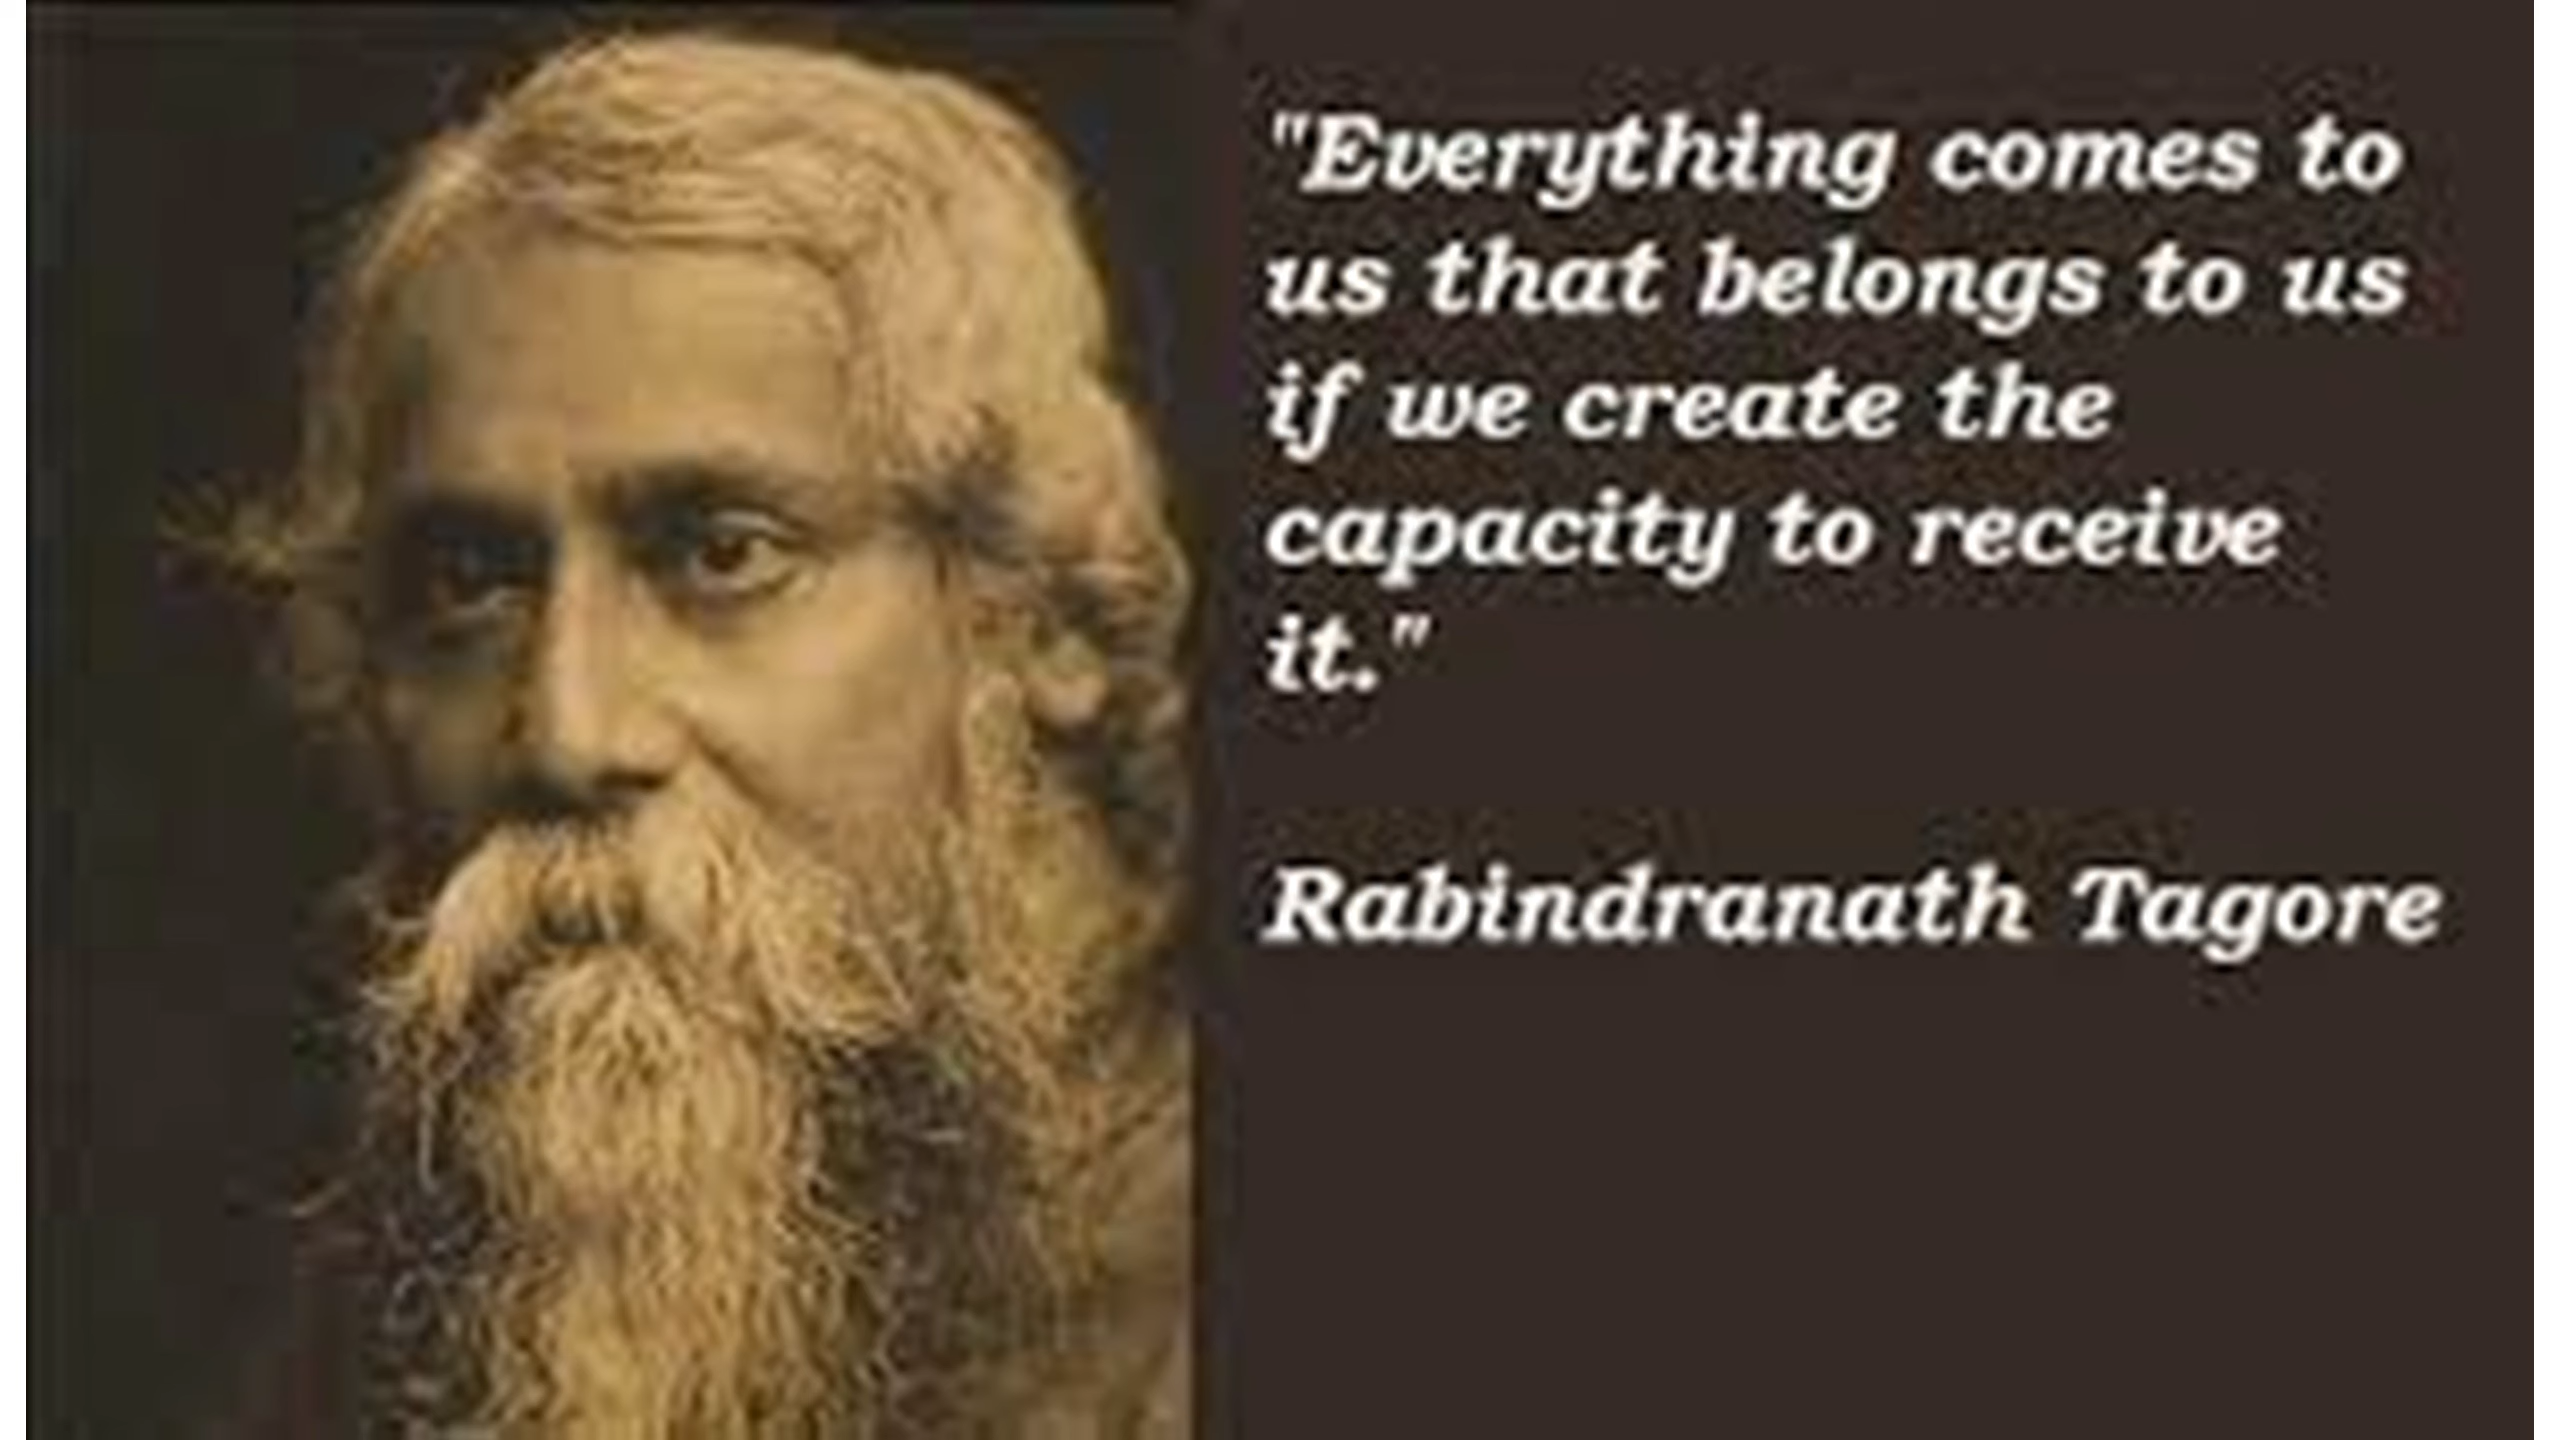 "Everything comes to
us that belongs to us
if we create the
capacity to receive
it."
Rabindranath Tagore